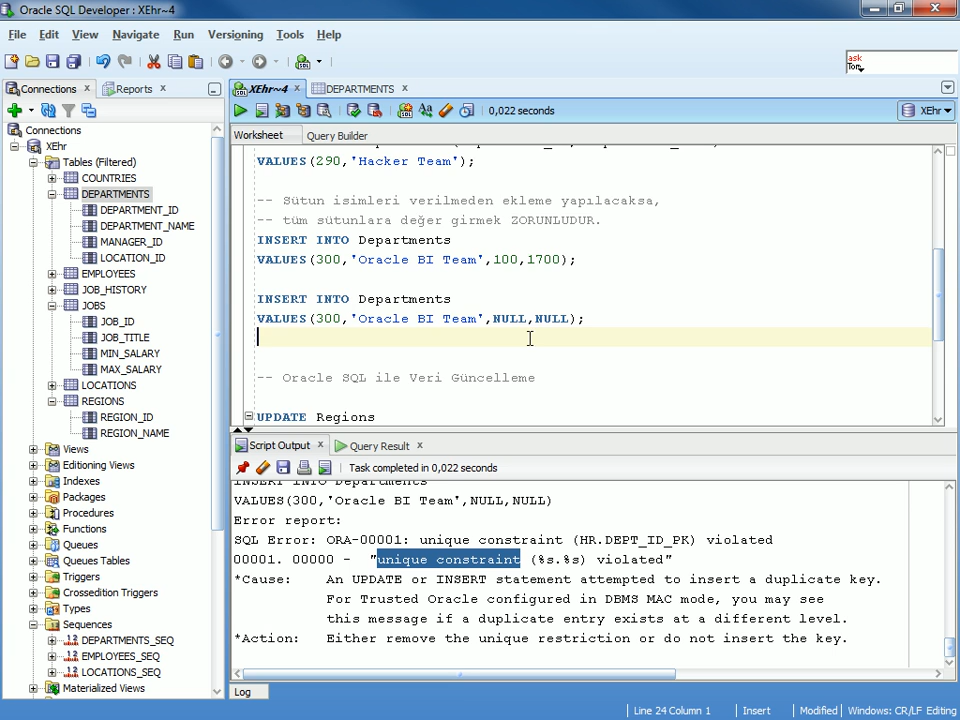 Oracle SQL Developer : XEhr~4
File Edit View Navigate Run Versioning Tools Help
ask
Tom
Connections Reports
XEhr~4 DEPARTMENTS
0,022 seconds
XEhr
Worksheet Query Builder
Connections
XEhr
Tables (Filtered)
COUNTRIES
DEPARTMENTS
DEPARTMENT_ID
DEPARTMENT_NAME
MANAGER_ID
LOCATION_ID
EMPLOYEES
JOB_HISTORY
JOBS
JOB_ID
JOB_TITLE
MIN_SALARY
MAX_SALARY
LOCATIONS
REGIONS
REGION_ID
REGION_NAME
Views
Editioning Views
Indexes
Packages
Procedures
Functions
Queues
Queues Tables
Triggers
Crossedition Triggers
Types
Sequences
DEPARTMENTS_SEQ
EMPLOYEES_SEQ
LOCATIONS_SEQ
Materialized Views
VALUES(290,'Hacker Team');
-- Sütun isimleri verilmeden ekleme yapılacaksa,
-- tüm sütunlara değer girmek ZORUNLUDUR.
INSERT INTO Departments
VALUES(300,'Oracle BI Team',100,1700);
INSERT INTO Departments
VALUES(300,'Oracle BI Team',NULL,NULL);
-- Oracle SQL ile Veri Güncelleme
UPDATE Regions
Script Output Query Result
Task completed in 0,022 seconds
INSERT INTO Departments
VALUES(300,'Oracle BI Team',NULL,NULL)
Error report:
SQL Error: ORA-00001: unique constraint (HR.DEPT_ID_PK) violated
00001. 00000 - "unique constraint (%s.%s) violated"
*Cause: An UPDATE or INSERT statement attempted to insert a duplicate key.
For Trusted Oracle configured in DBMS MAC mode, you may see
this message if a duplicate entry exists at a different level.
*Action: Either remove the unique restriction or do not insert the key.
Log
Line 24 Column 1 Insert Modified Windows: CR/LF Editing